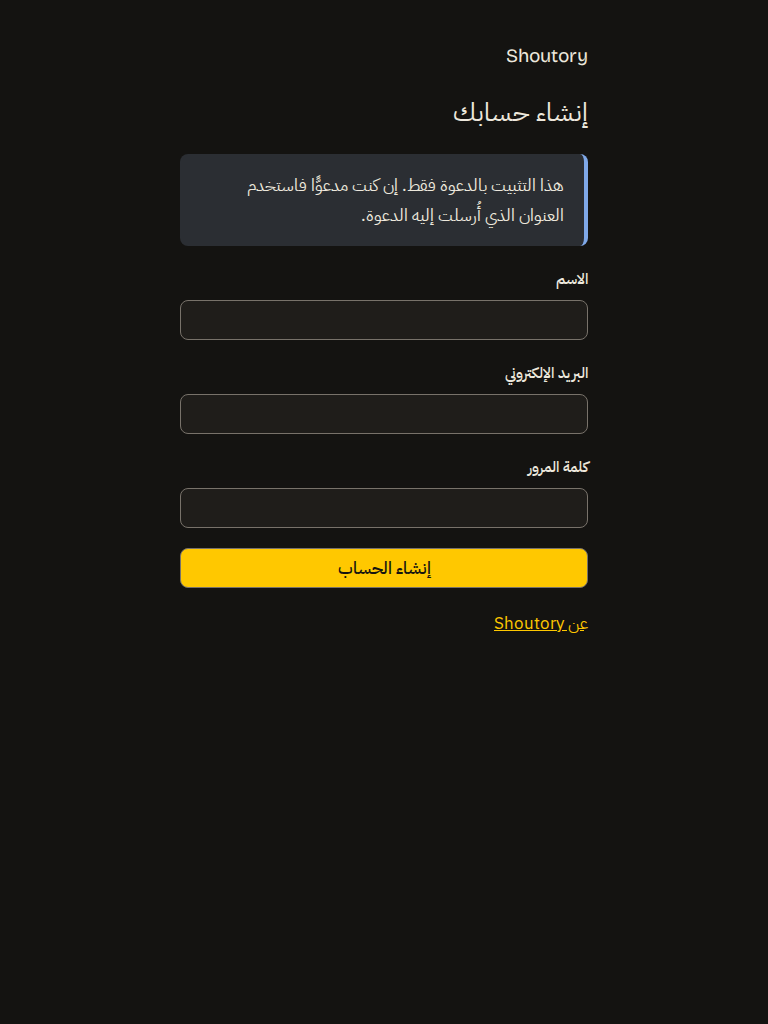 Shoutory
إنشاء حسابك
هذا التثبيت بالدعوة فقط. إن كنت مدعوًّا فاستخدم
العنوان الذي أُرسلت إليه الدعوة.
الاسم
البريد الإلكتروني
كلمة المرور
إنشاء الحساب
عن Shoutory